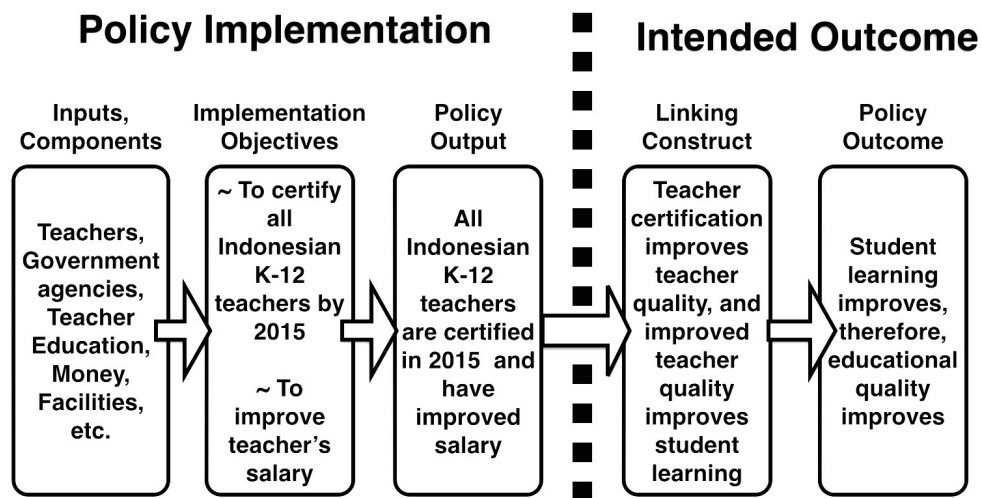 Policy Implementation
Intended Outcome
Inputs,
Components
Implementation
Objectives
Policy
Output
Linking
Construct
Policy
Outcome
Teachers,
Government
agencies,
Teacher
Education,
Money,
Facilities,
etc.
~ To certify
all
Indonesian
K-12
teachers by
2015
~ To
improve
teacher's
salary
All
Indonesian
K-12
teachers
are certified
in 2015 and
have
improved
salary
Teacher
certification
improves
teacher
quality, and
improved
teacher
quality
improves
student
learning
Student
learning
improves,
therefore,
educational
quality
improves